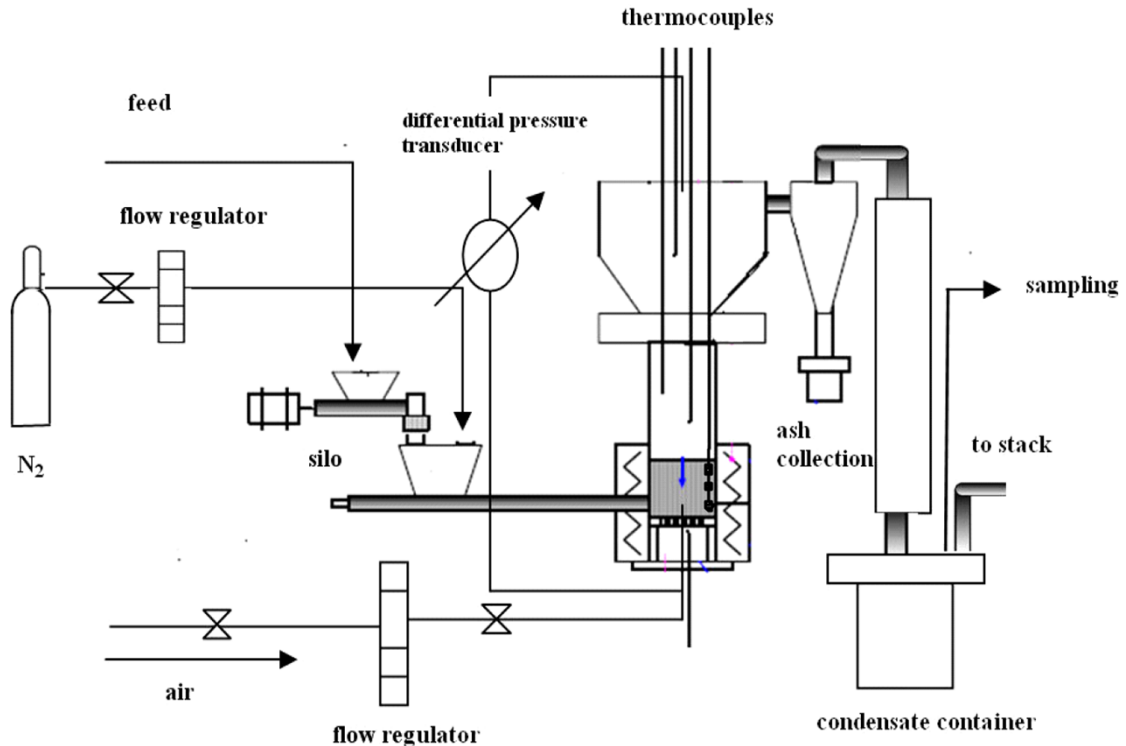 thermocouples
feed
differential pressure
transducer
flow regulator
sampling
N2
silo
ash
collection
to stack
air
flow regulator
condensate container